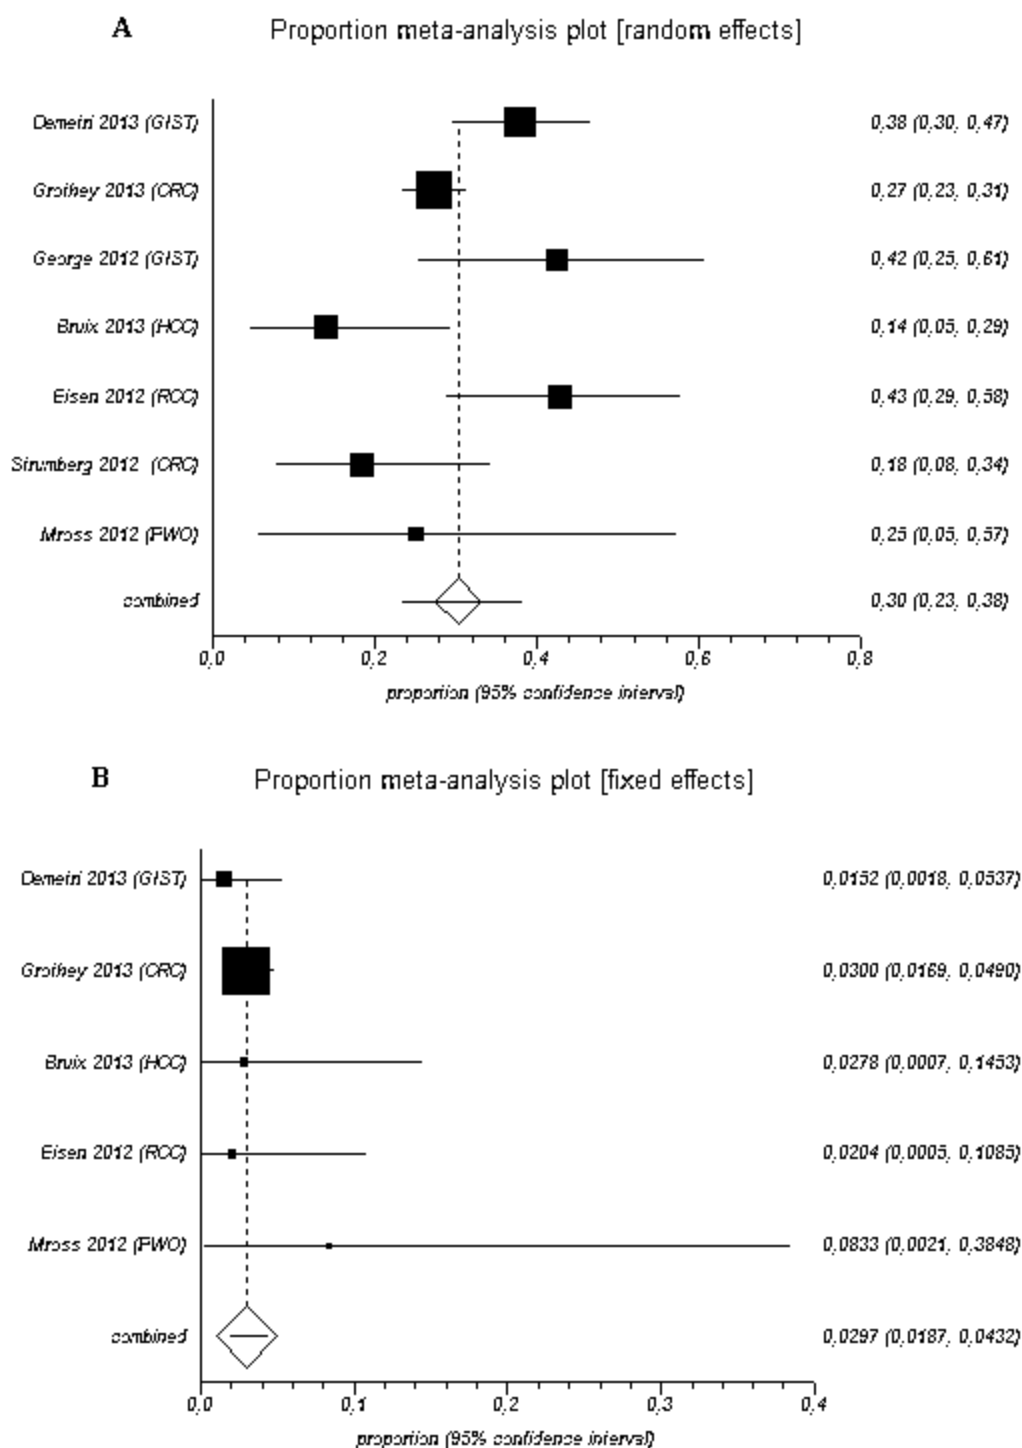 A Proportion meta-analysis plot [random effects]
Demetri 2013 (GIST) 0,38 (0,30, 0,47)
Grothey 2013 (CRC) 0,27 (0,23, 0,31)
George 2012 (GIST) 0,42 (0,25, 0,61)
Bruix 2013 (HCC) 0,14 (0,05, 0,29)
Eisen 2012 (RCC) 0,43 (0,29, 0,58)
Strumberg 2012 (CRC) 0,18 (0,08, 0,34)
Mross 2012 (PWO) 0,25 (0,05, 0,57)
combined 0,30 (0,23, 0,38)
0,0 0,2 0,4 0,6 0,8
proportion (95% confidence interval)
B Proportion meta-analysis plot [fixed effects]
Demetri 2013 (GIST) 0,0152 (0,0018, 0,0537)
Grothey 2013 (CRC) 0,0300 (0,0169, 0,0490)
Bruix 2013 (HCC) 0,0278 (0,0007, 0,1453)
Eisen 2012 (RCC) 0,0204 (0,0005, 0,1085)
Mross 2012 (PWO) 0,0833 (0,0021, 0,3848)
combined 0,0297 (0,0187, 0,0432)
0,0 0,1 0,2 0,3 0,4
proportion (95% confidence interval)